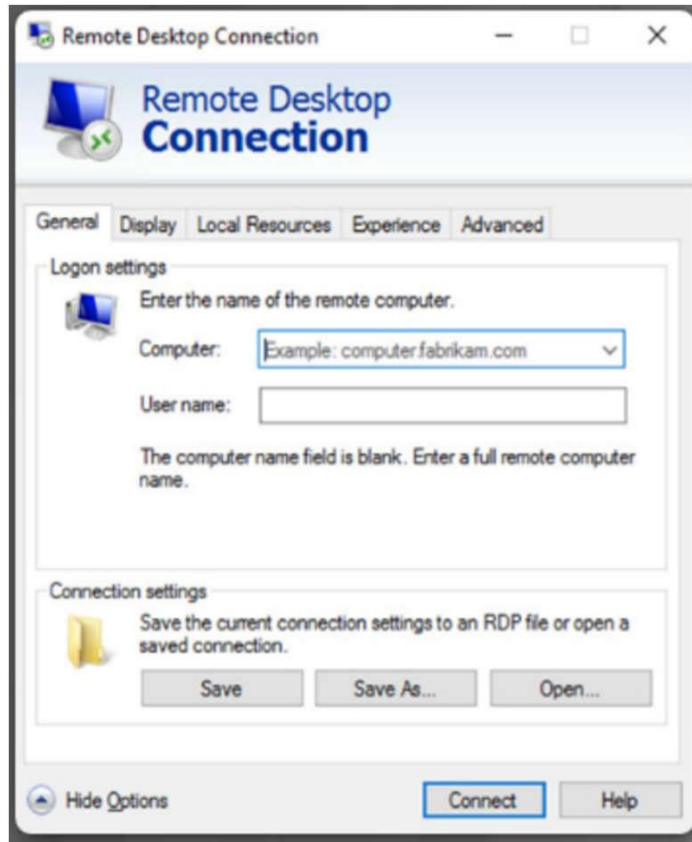 Remote Desktop Connection
Remote Desktop
Connection
General Display Local Resources Experience Advanced
Logon settings
Enter the name of the remote computer.
Computer: Example: computer.fabrikam.com
User name:
The computer name field is blank. Enter a full remote computer
name.
Connection settings
Save the current connection settings to an RDP file or open a
saved connection.
Save Save As... Open...
Hide Options Connect Help